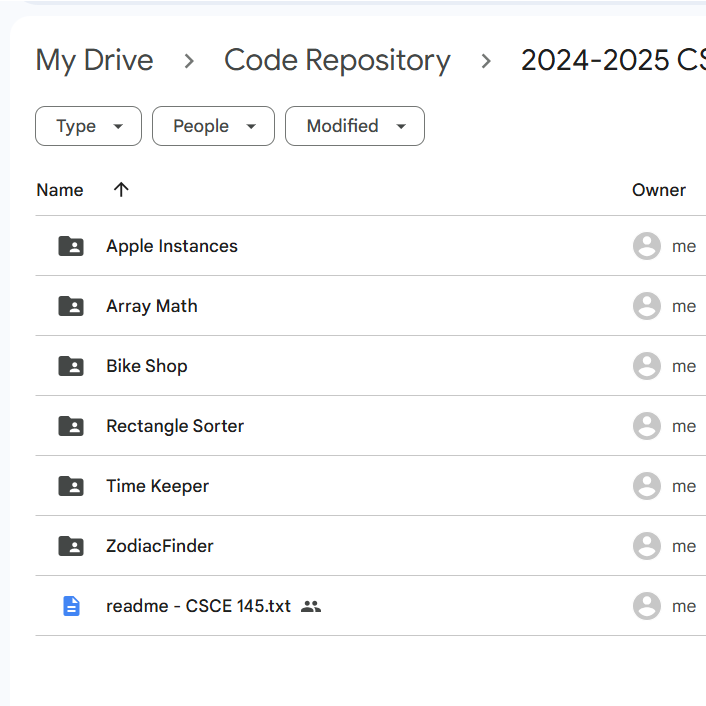 My Drive > Code Repository > 2024-2025 CS
Type People Modified
Name Owner
Apple Instances me
Array Math me
Bike Shop me
Rectangle Sorter me
Time Keeper me
ZodiacFinder me
readme - CSCE 145.txt me